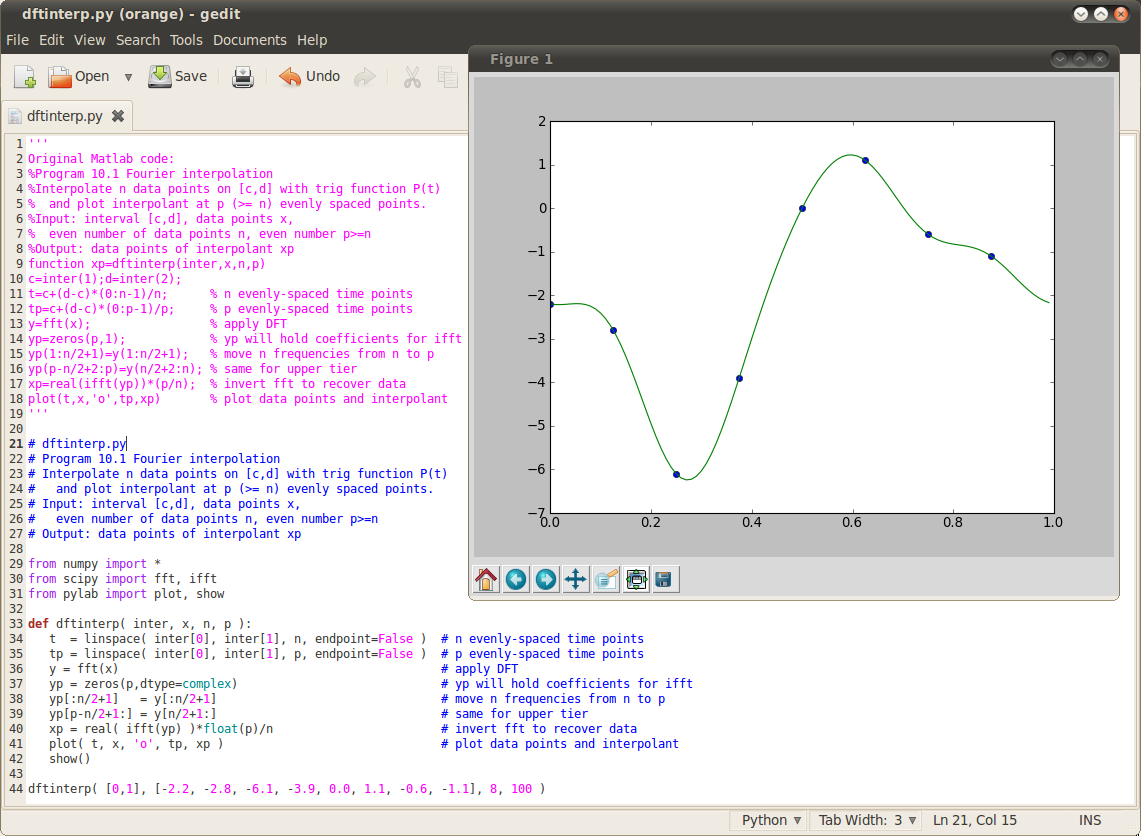 dftinterp.py (orange) - gedit
File Edit View Search Tools Documents Help
Open Save Undo
dftinterp.py
1 '''
2 Original Matlab code:
3 %Program 10.1 Fourier interpolation
4 %Interpolate n data points on [c,d] with trig function P(t)
5 %  and plot interpolant at p (>= n) evenly spaced points.
6 %Input: interval [c,d], data points x,
7 %  even number of data points n, even number p>=n
8 %Output: data points of interpolant xp
9 function xp=dftinterp(inter,x,n,p)
10 c=inter(1);d=inter(2);
11 t=c+(d-c)*(0:n-1)/n;      % n evenly-spaced time points
12 tp=c+(d-c)*(0:p-1)/p;     % p evenly-spaced time points
13 y=fft(x);                 % apply DFT
14 yp=zeros(p,1);            % yp will hold coefficients for ifft
15 yp(1:n/2+1)=y(1:n/2+1);   % move n frequencies from n to p
16 yp(p-n/2+2:p)=y(n/2+2:n); % same for upper tier
17 xp=real(ifft(yp))*(p/n);  % invert fft to recover data
18 plot(t,x,'o',tp,xp)       % plot data points and interpolant
19 '''
20
21 # dftinterp.py
22 # Program 10.1 Fourier interpolation
23 # Interpolate n data points on [c,d] with trig function P(t)
24 #   and plot interpolant at p (>= n) evenly spaced points.
25 # Input: interval [c,d], data points x,
26 #   even number of data points n, even number p>=n
27 # Output: data points of interpolant xp
28
29 from numpy import *
30 from scipy import fft, ifft
31 from pylab import plot, show
32
33 def dftinterp( inter, x, n, p ):
34    t  = linspace( inter[0], inter[1], n, endpoint=False )  # n evenly-spaced time points
35    tp = linspace( inter[0], inter[1], p, endpoint=False )  # p evenly-spaced time points
36    y = fft(x)                                              # apply DFT
37    yp = zeros(p,dtype=complex)                             # yp will hold coefficients for ifft
38    yp[:n/2+1]   = y[:n/2+1]                                # move n frequencies from n to p
39    yp[p-n/2+1:] = y[n/2+1:]                                # same for upper tier
40    xp = real( ifft(yp) )*float(p)/n                        # invert fft to recover data
41    plot( t, x, 'o', tp, xp )                               # plot data points and interpolant
42    show()
43
44 dftinterp( [0,1], [-2.2, -2.8, -6.1, -3.9, 0.0, 1.1, -0.6, -1.1], 8, 100 )
Figure 1
2
1
0
−1
−2
−3
−4
−5
−6
−7
0.0 0.2 0.4 0.6 0.8 1.0
Python Tab Width: 3 Ln 21, Col 15 INS